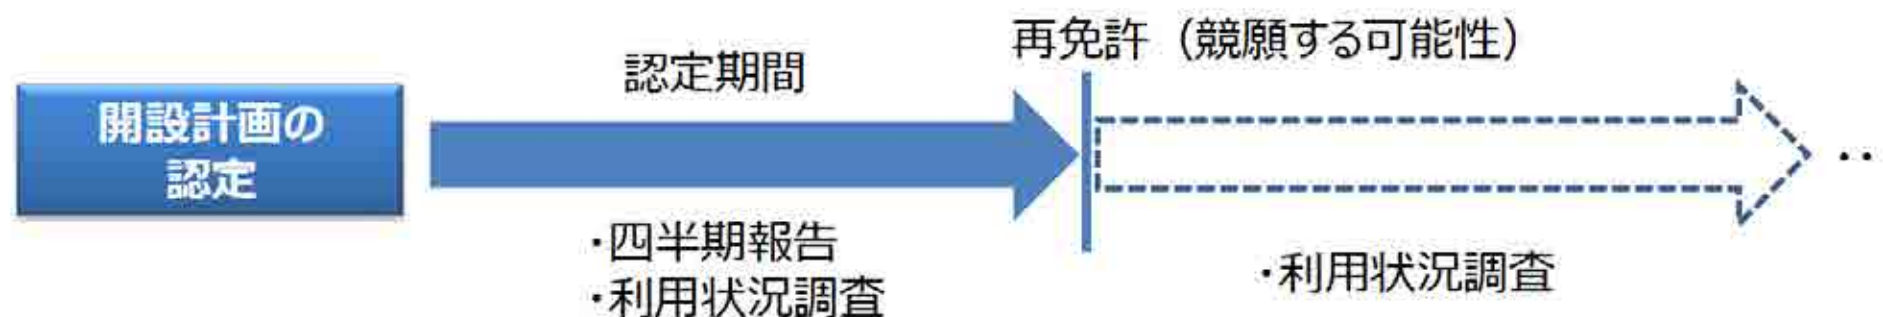 開設計画の
認定
認定期間
・四半期報告
・利用状況調査
再免許（競願する可能性）
・利用状況調査
‥